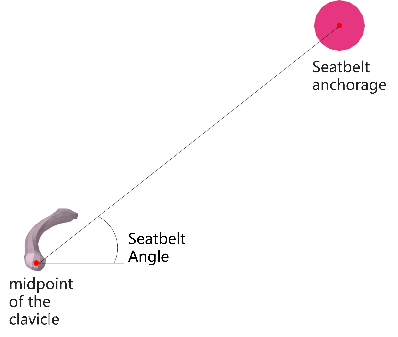 Seatbelt
anchorage
Seatbelt
Angle
midpoint
of the
clavicle